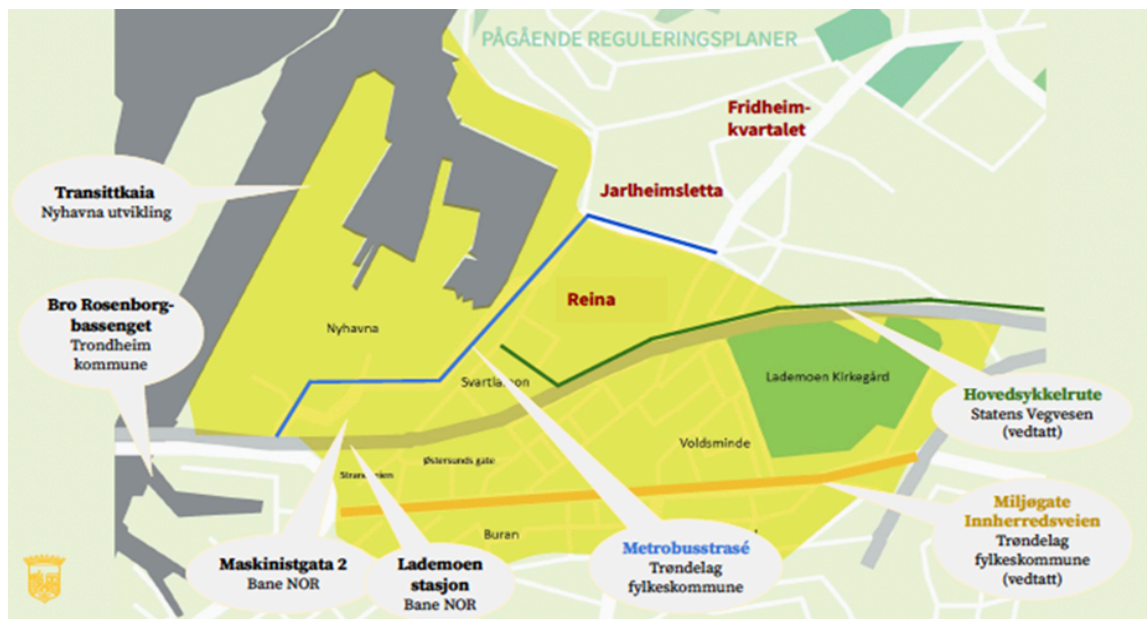 PÅGÅENDE REGULERINGSPLANER
Fridheim-
kvartalet
Jarlheimsletta
Transittkaia
Nyhavna utvikling
Reina
Bro Rosenborg-
bassenget
Trondheim
kommune
Nyhavna
Lademoen Kirkegård
Hovedsykkelrute
Statens Vegvesen
(vedtatt)
Voldsminde
Østersunds gate
Buran
Miljøgate
Innherredsveien
Trøndelag
fylkeskommune
(vedtatt)
Maskinistgata 2
Bane NOR
Lademoen
stasjon
Bane NOR
Metrobusstrasé
Trøndelag
fylkeskommune